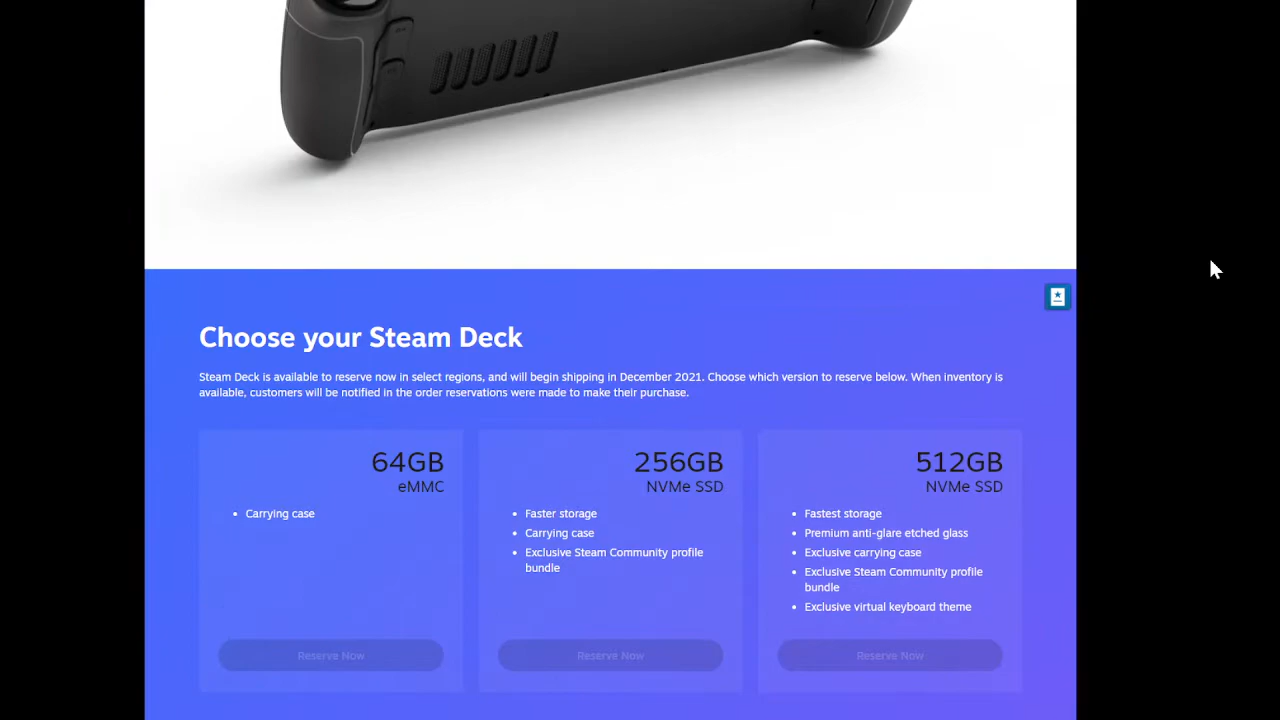 Choose your Steam Deck
Steam Deck is available to reserve now in select regions, and will begin shipping in December 2021. Choose which version to reserve below. When inventory is
available, customers will be notified in the order reservations were made to make their purchase.
64GB
eMMC
• Carrying case
Reserve Now
256GB
NVMe SSD
• Faster storage
• Carrying case
• Exclusive Steam Community profile
bundle
Reserve Now
512GB
NVMe SSD
• Fastest storage
• Premium anti-glare etched glass
• Exclusive carrying case
• Exclusive Steam Community profile
bundle
• Exclusive virtual keyboard theme
Reserve Now